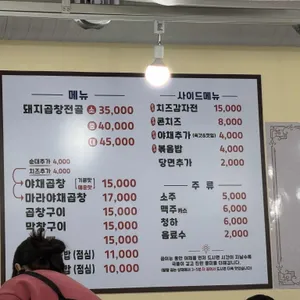 메뉴
돼지곱창전골 소 35,000
중 40,000
대 45,000
순대추가 4,000
치즈추가 4,000
야채곱창 15,000
마라야채곱창 17,000
곱창구이 15,000
막창구이 15,000
밥 (점심) 11,000
밥 (점심) 10,000
사이드메뉴
치즈감자전 15,000
콘치즈 8,000
야채추가 4,000
볶음밥 4,000
당면추가 2,000
주 류
소주 5,000
맥주 6,000
청하 6,000
음료수 2,000